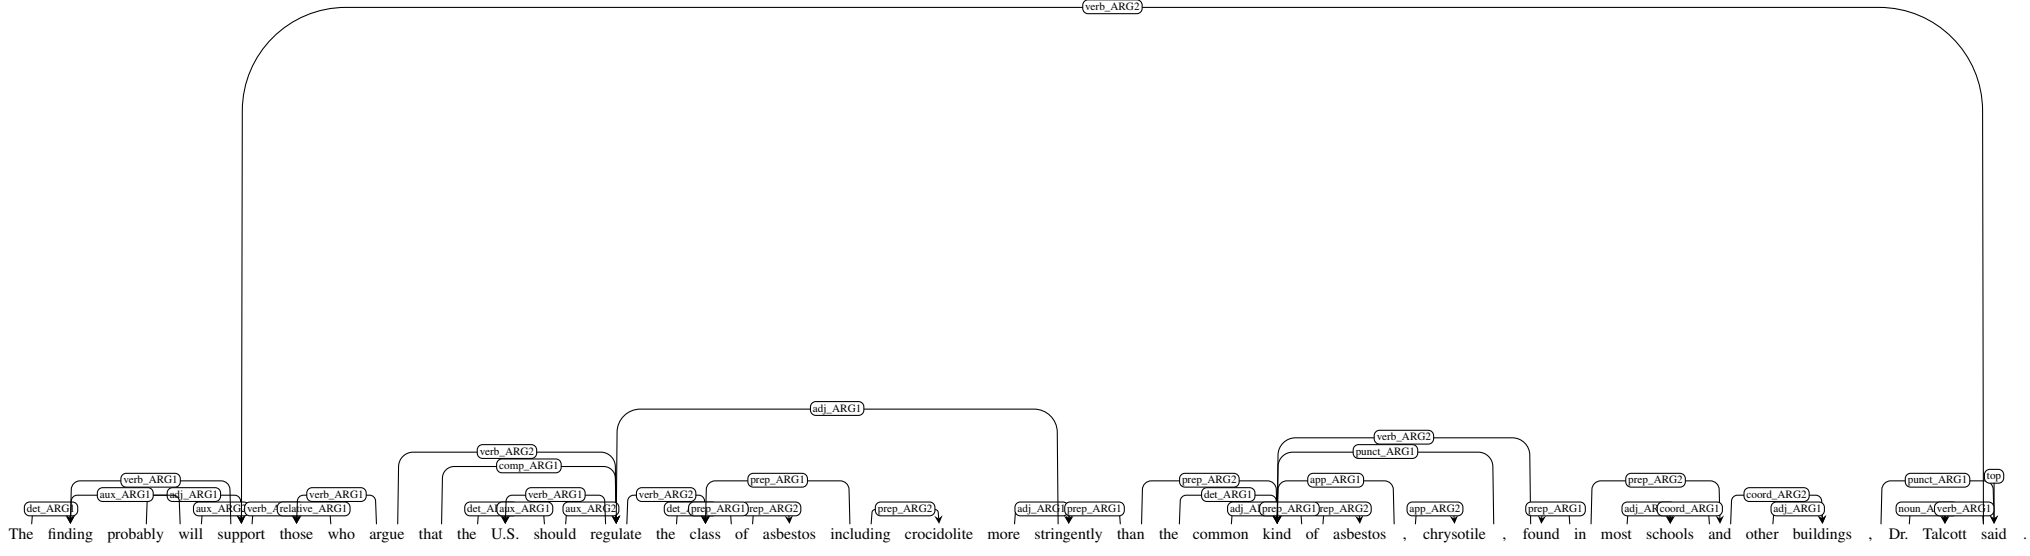 verb_ARG2
adj_ARG1
verb_ARG2
verb_ARG2 punct_ARG1
comp_ARG1
verb_ARG1 prep_ARG1 prep_ARG2 app_ARG1 prep_ARG2 punct_ARG1 top
aux_ARG1 adj_ARG1 verb_ARG1 verb_ARG1 verb_ARG2 det_ARG1 coord_ARG2
det_ARG1 relative_ARG1 aux_ARG1 aux_ARG2 prep_ARG1 prep_ARG2 adj_ARG1 prep_ARG1 prep_ARG1 app_ARG2 prep_ARG1 coord_ARG1 adj_ARG1 verb_ARG1
The finding probably will support those who argue that the U.S. should regulate the class of asbestos including crocidolite more stringently than the common kind of asbestos , chrysotile , found in most schools and other buildings , Dr. Talcott said .